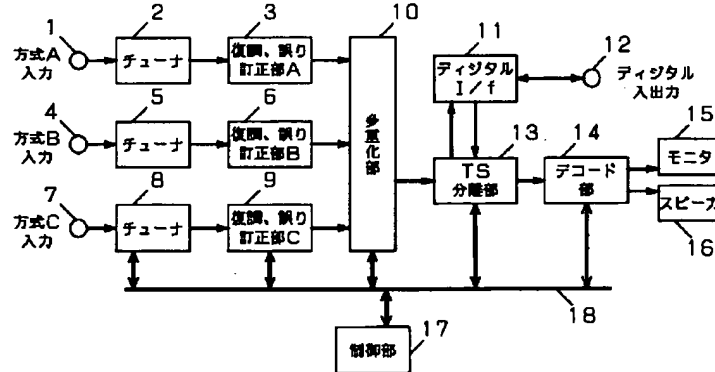 1
方式A
入力
2
チューナ
3
復調、誤り
訂正部A
4
方式B
入力
5
チューナ
6
復調、誤り
訂正部B
7
方式C
入力
8
チューナ
9
復調、誤り
訂正部C
10
多重化部
11
ディジタル
I/f
12
ディジタル
入出力
13
TS
分離部
14
デコード
部
15
モニタ
スピーカ
16
18
制御部
17